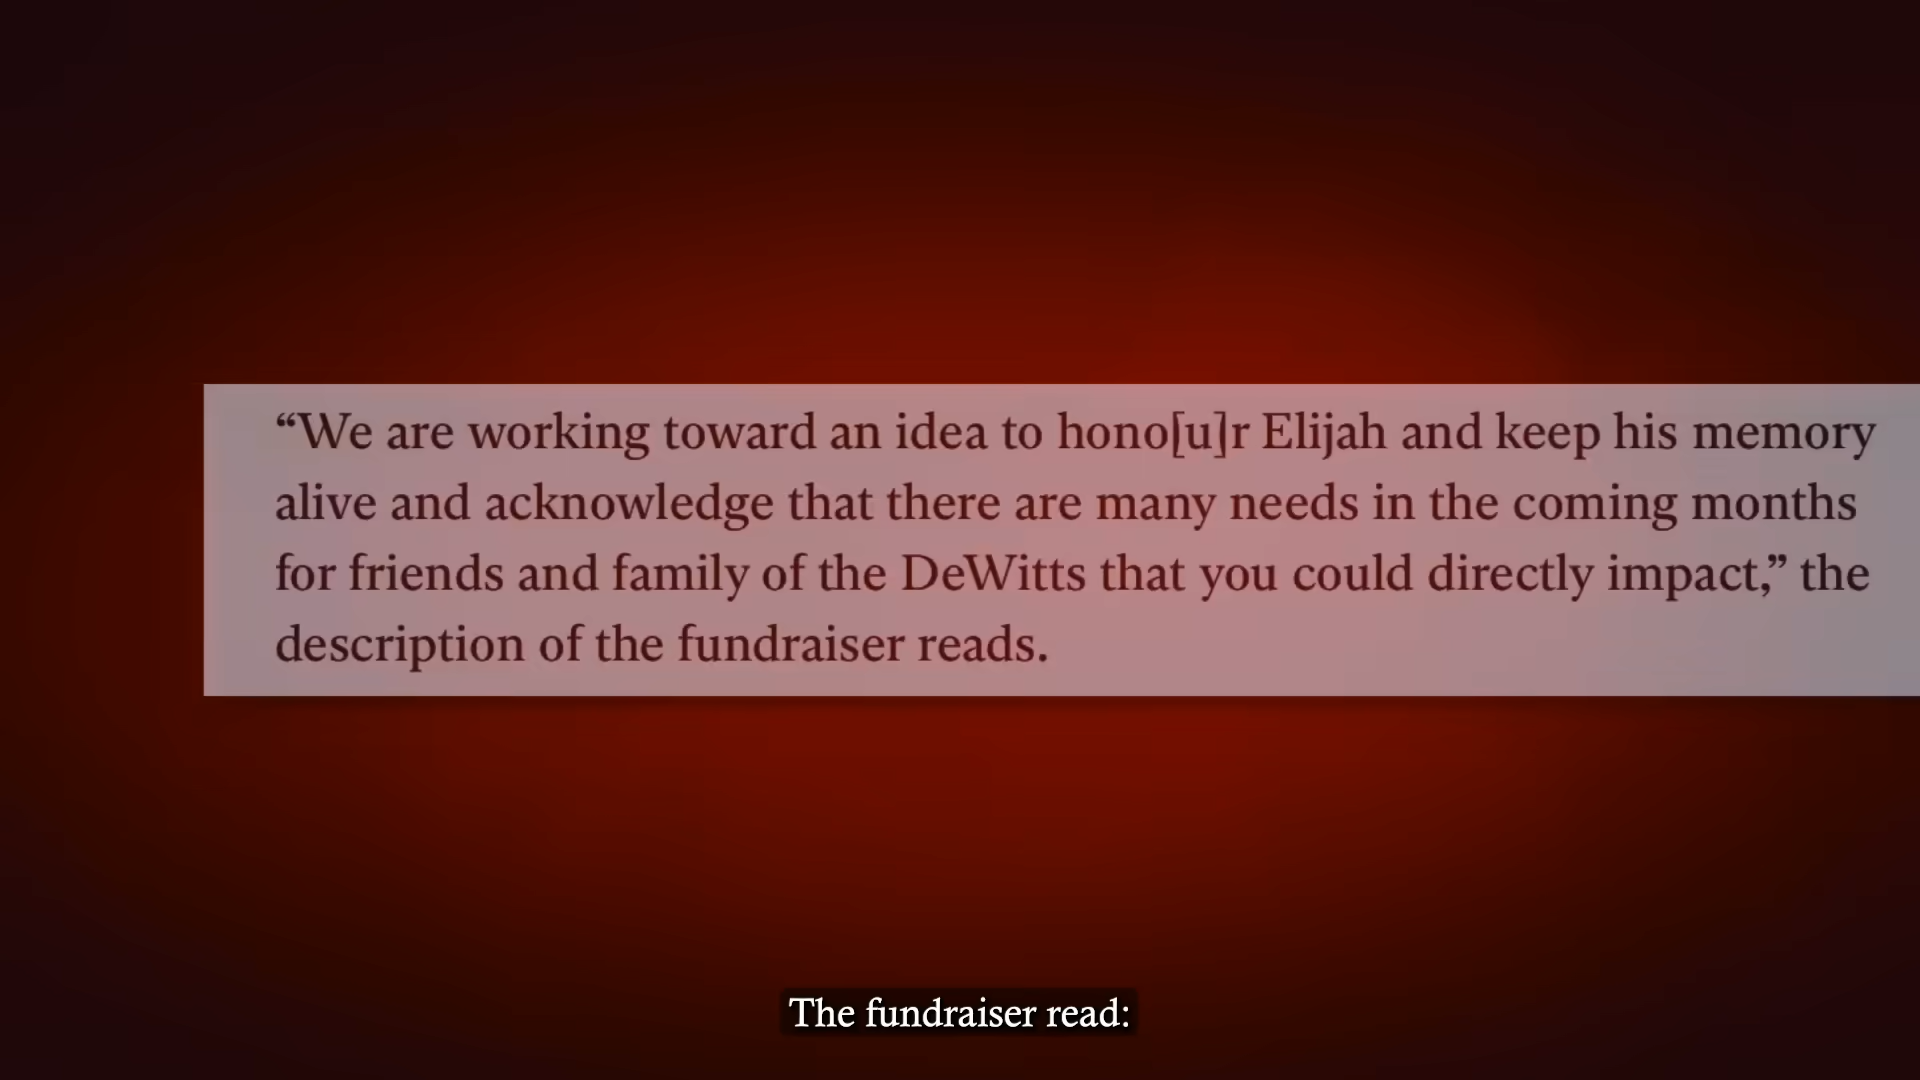 “We are working toward an idea to hono[u]r Elijah and keep his memory
alive and acknowledge that there are many needs in the coming months
for friends and family of the DeWitts that you could directly impact,” the
description of the fundraiser reads.
The fundraiser read: